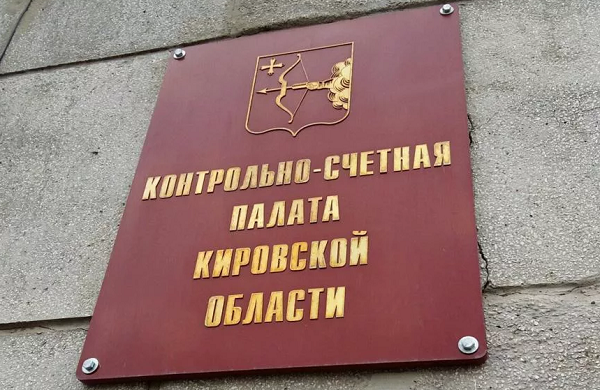 КОНТРОЛЬНО-СЧЕТНАЯ
ПАЛАТА
КИРОВСКОЙ
ОБЛАСТИ